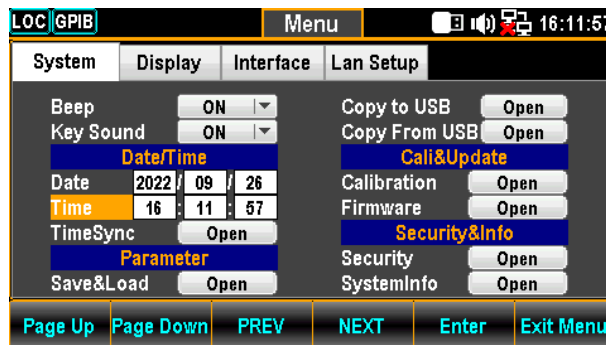 LOC GPIB Menu 16:11:57
System Display Interface Lan Setup
Beep ON Copy to USB Open
Key Sound ON Copy From USB Open
Date/Time Cali&Update
Date 2022 / 09 / 26 Calibration Open
Time 16 : 11 : 57 Firmware Open
TimeSync Open Security&Info
Parameter Security Open
Save&Load Open SystemInfo Open
Page Up Page Down PREV NEXT Enter Exit Menu